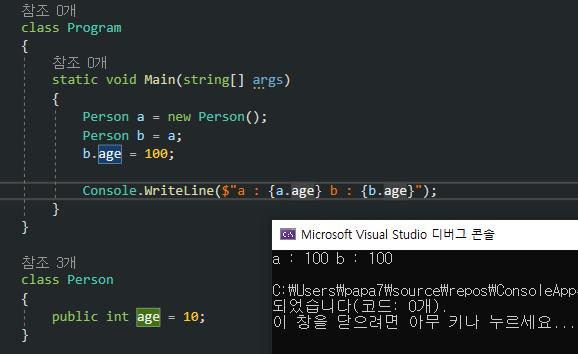 참조 0개
class Program
{
참조 0개
static void Main(string[] args)
{
Person a = new Person();
Person b = a;
b.age = 100;
Console.WriteLine($"a : {a.age} b : {b.age}");
}
}
참조 3개
class Person
{
public int age = 10;
}
Microsoft Visual Studio 디버그 콘솔
a : 100 b : 100
C:₩Users₩papa7₩source₩repos₩ConsoleApp
되었습니다(코드: 0개).
이 창을 닫으려면 아무 키나 누르세요...